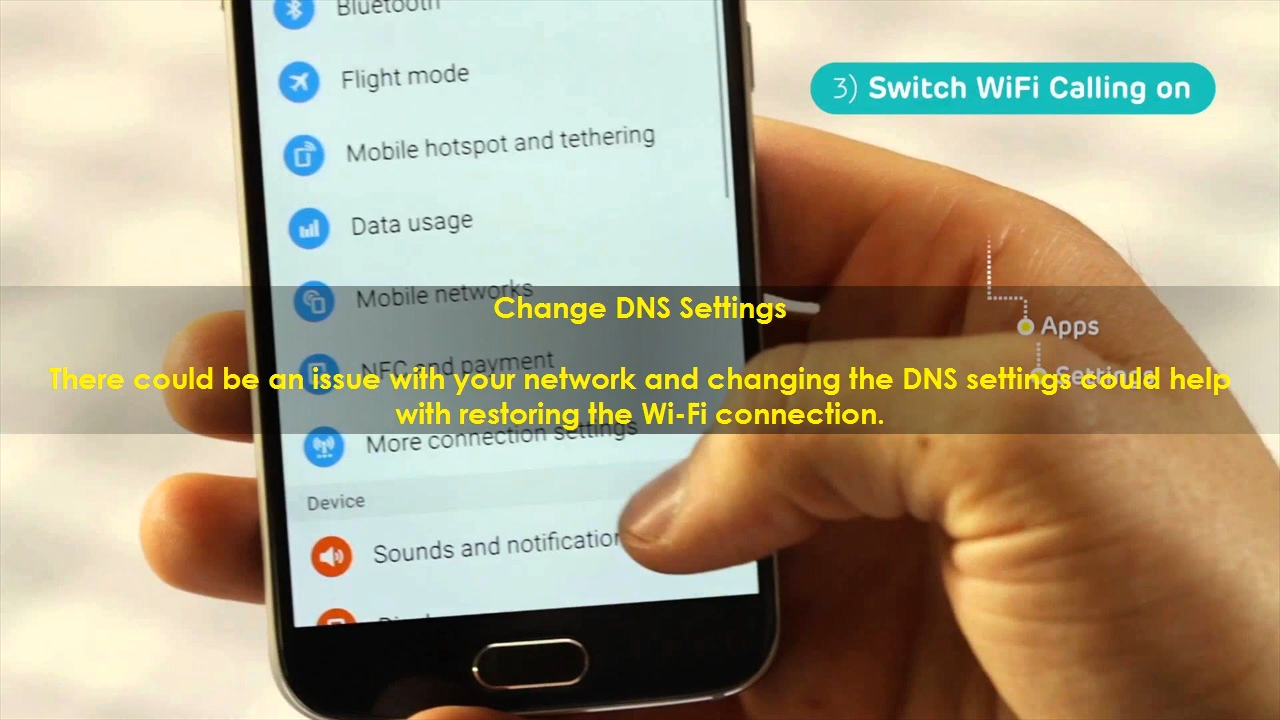 Bluetooth
Flight mode
3) Switch WiFi Calling on
Mobile hotspot and tethering
Data usage
Mobile networks
Change DNS Settings
Apps
NFC and payment
Settings
There could be an issue with your network and changing the DNS settings could help
with restoring the Wi-Fi connection.
More connection settings
Device
Sounds and notification